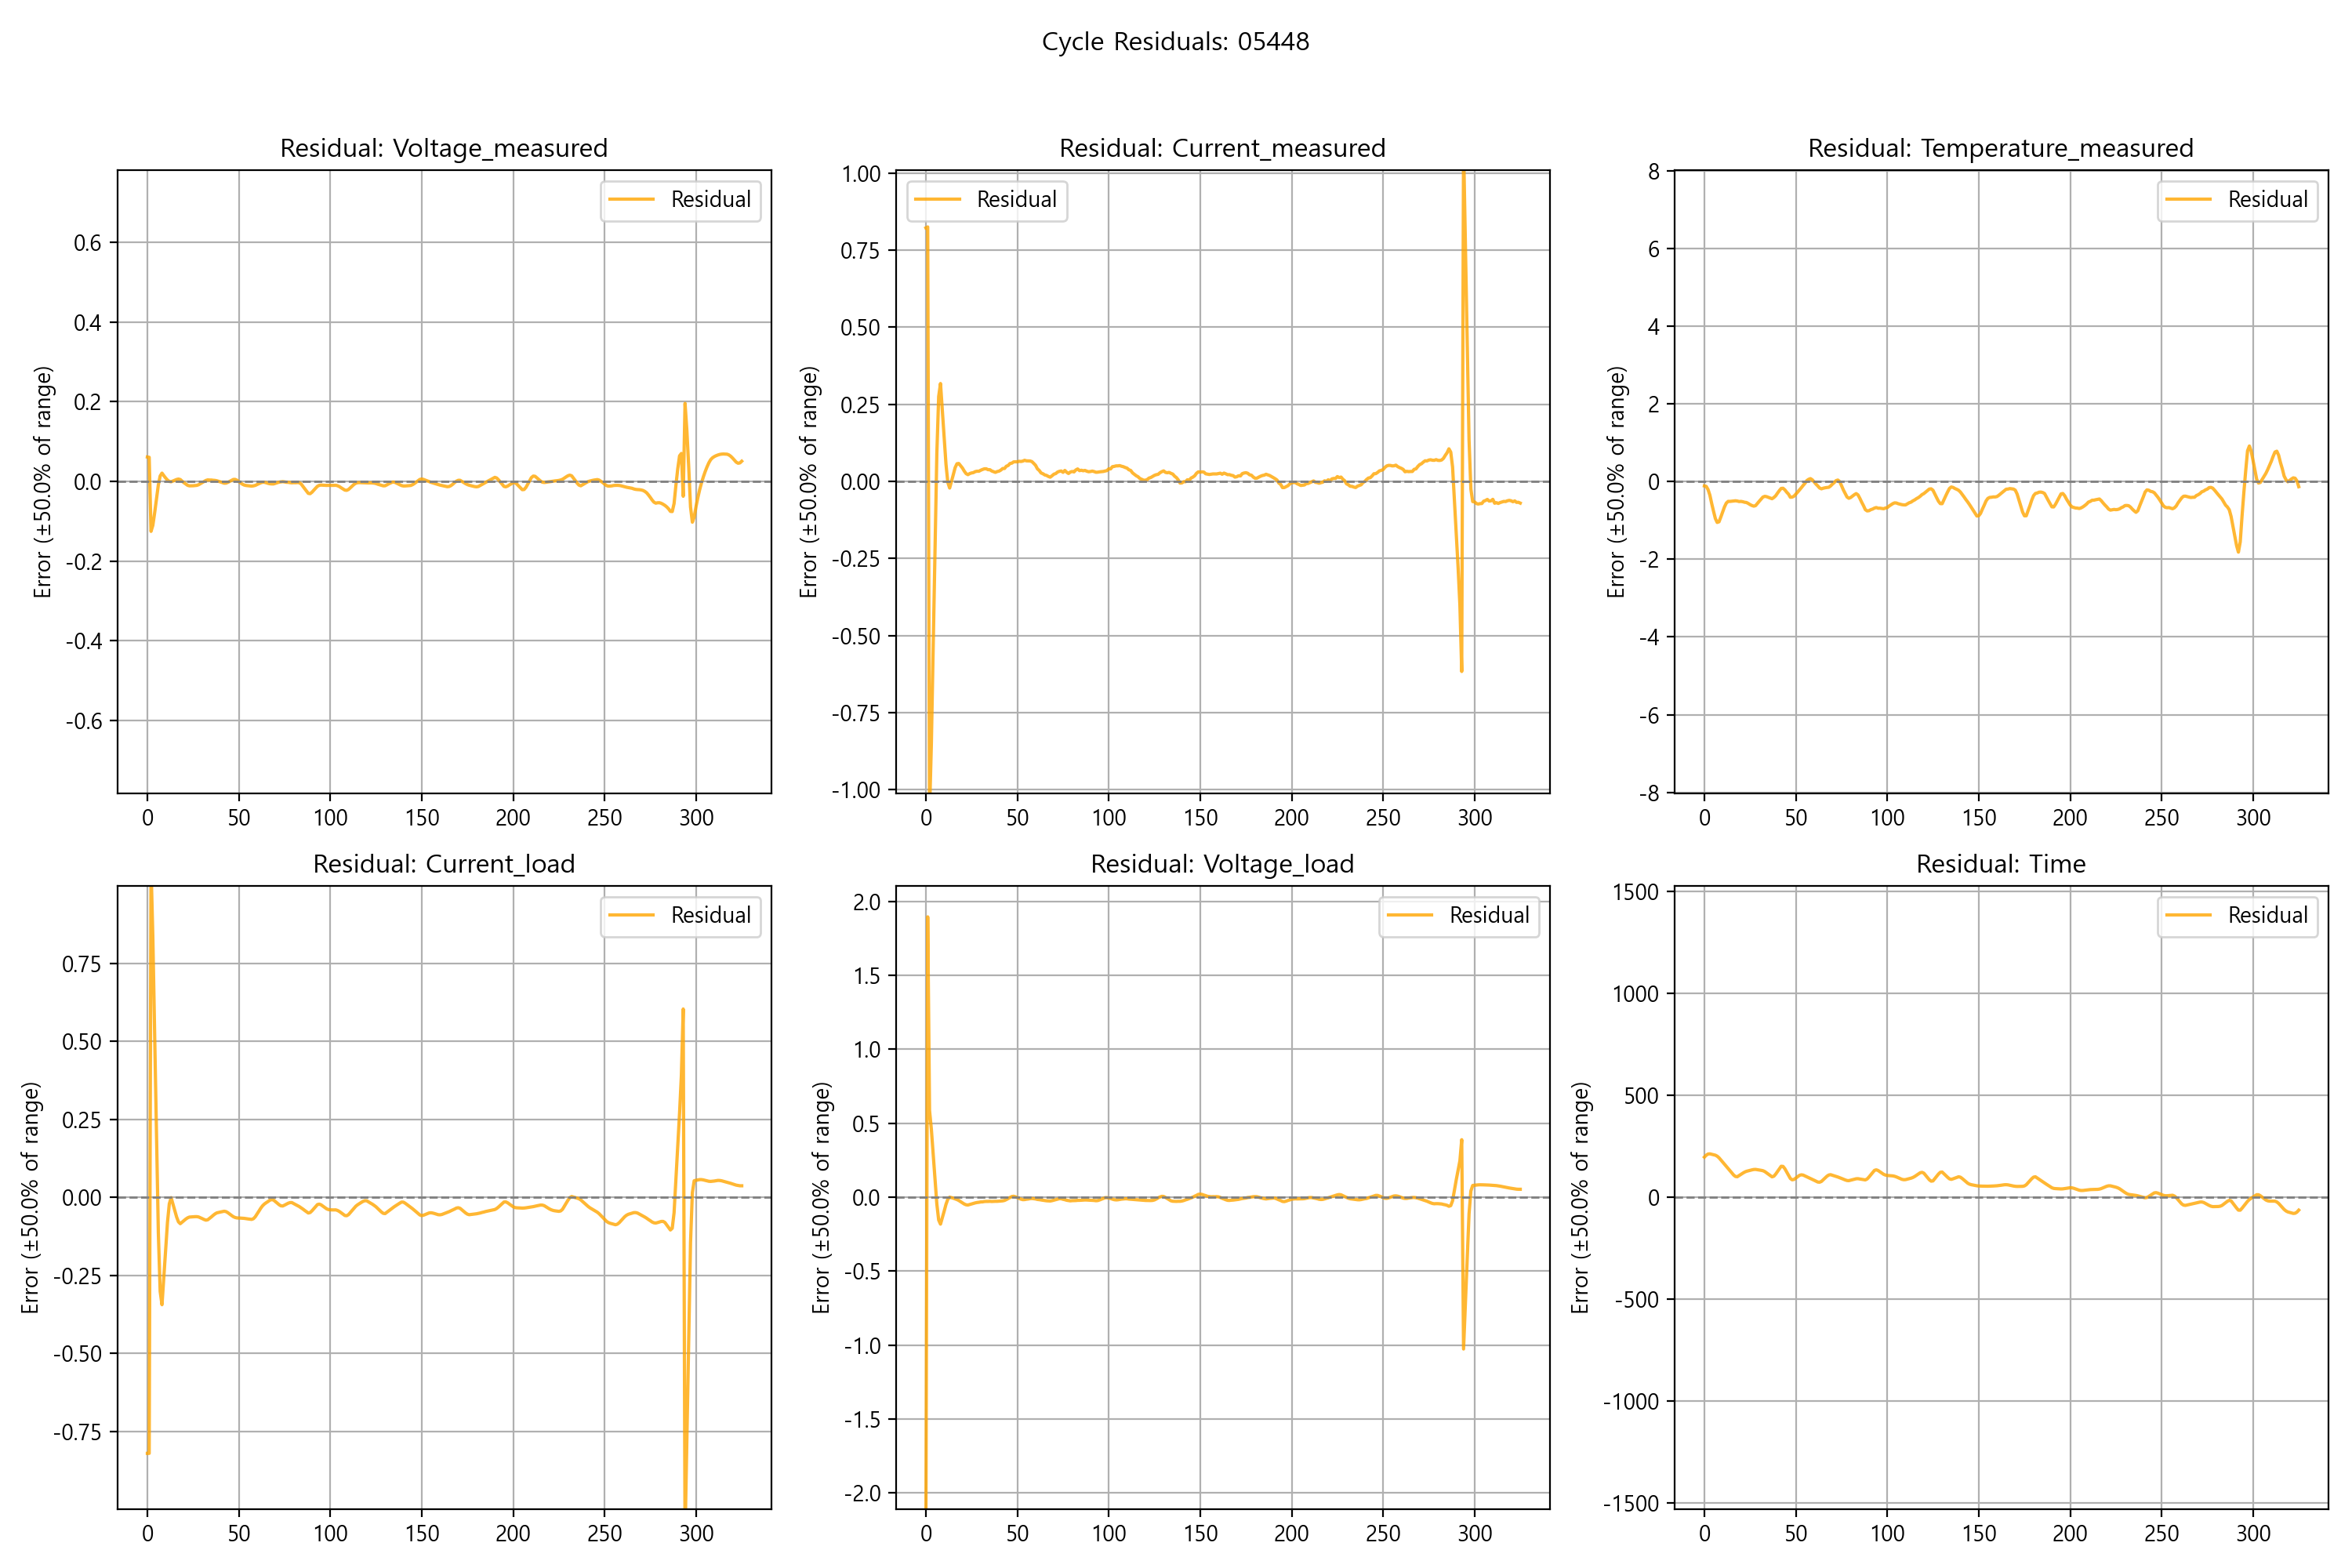 Cycle Residuals: 05448
Residual: Voltage_measured
Residual
Error (±50.0% of range)
0.6
0.4
0.2
0.0
-0.2
-0.4
-0.6
0 50 100 150 200 250 300
Residual: Current_measured
Residual
Error (±50.0% of range)
1.00
0.75
0.50
0.25
0.00
-0.25
-0.50
-0.75
-1.00
0 50 100 150 200 250 300
Residual: Temperature_measured
Residual
Error (±50.0% of range)
8
6
4
2
0
-2
-4
-6
-8
0 50 100 150 200 250 300
Residual: Current_load
Residual
Error (±50.0% of range)
0.75
0.50
0.25
0.00
-0.25
-0.50
-0.75
0 50 100 150 200 250 300
Residual: Voltage_load
Residual
Error (±50.0% of range)
2.0
1.5
1.0
0.5
0.0
-0.5
-1.0
-1.5
-2.0
0 50 100 150 200 250 300
Residual: Time
Residual
Error (±50.0% of range)
1500
1000
500
0
-500
-1000
-1500
0 50 100 150 200 250 300